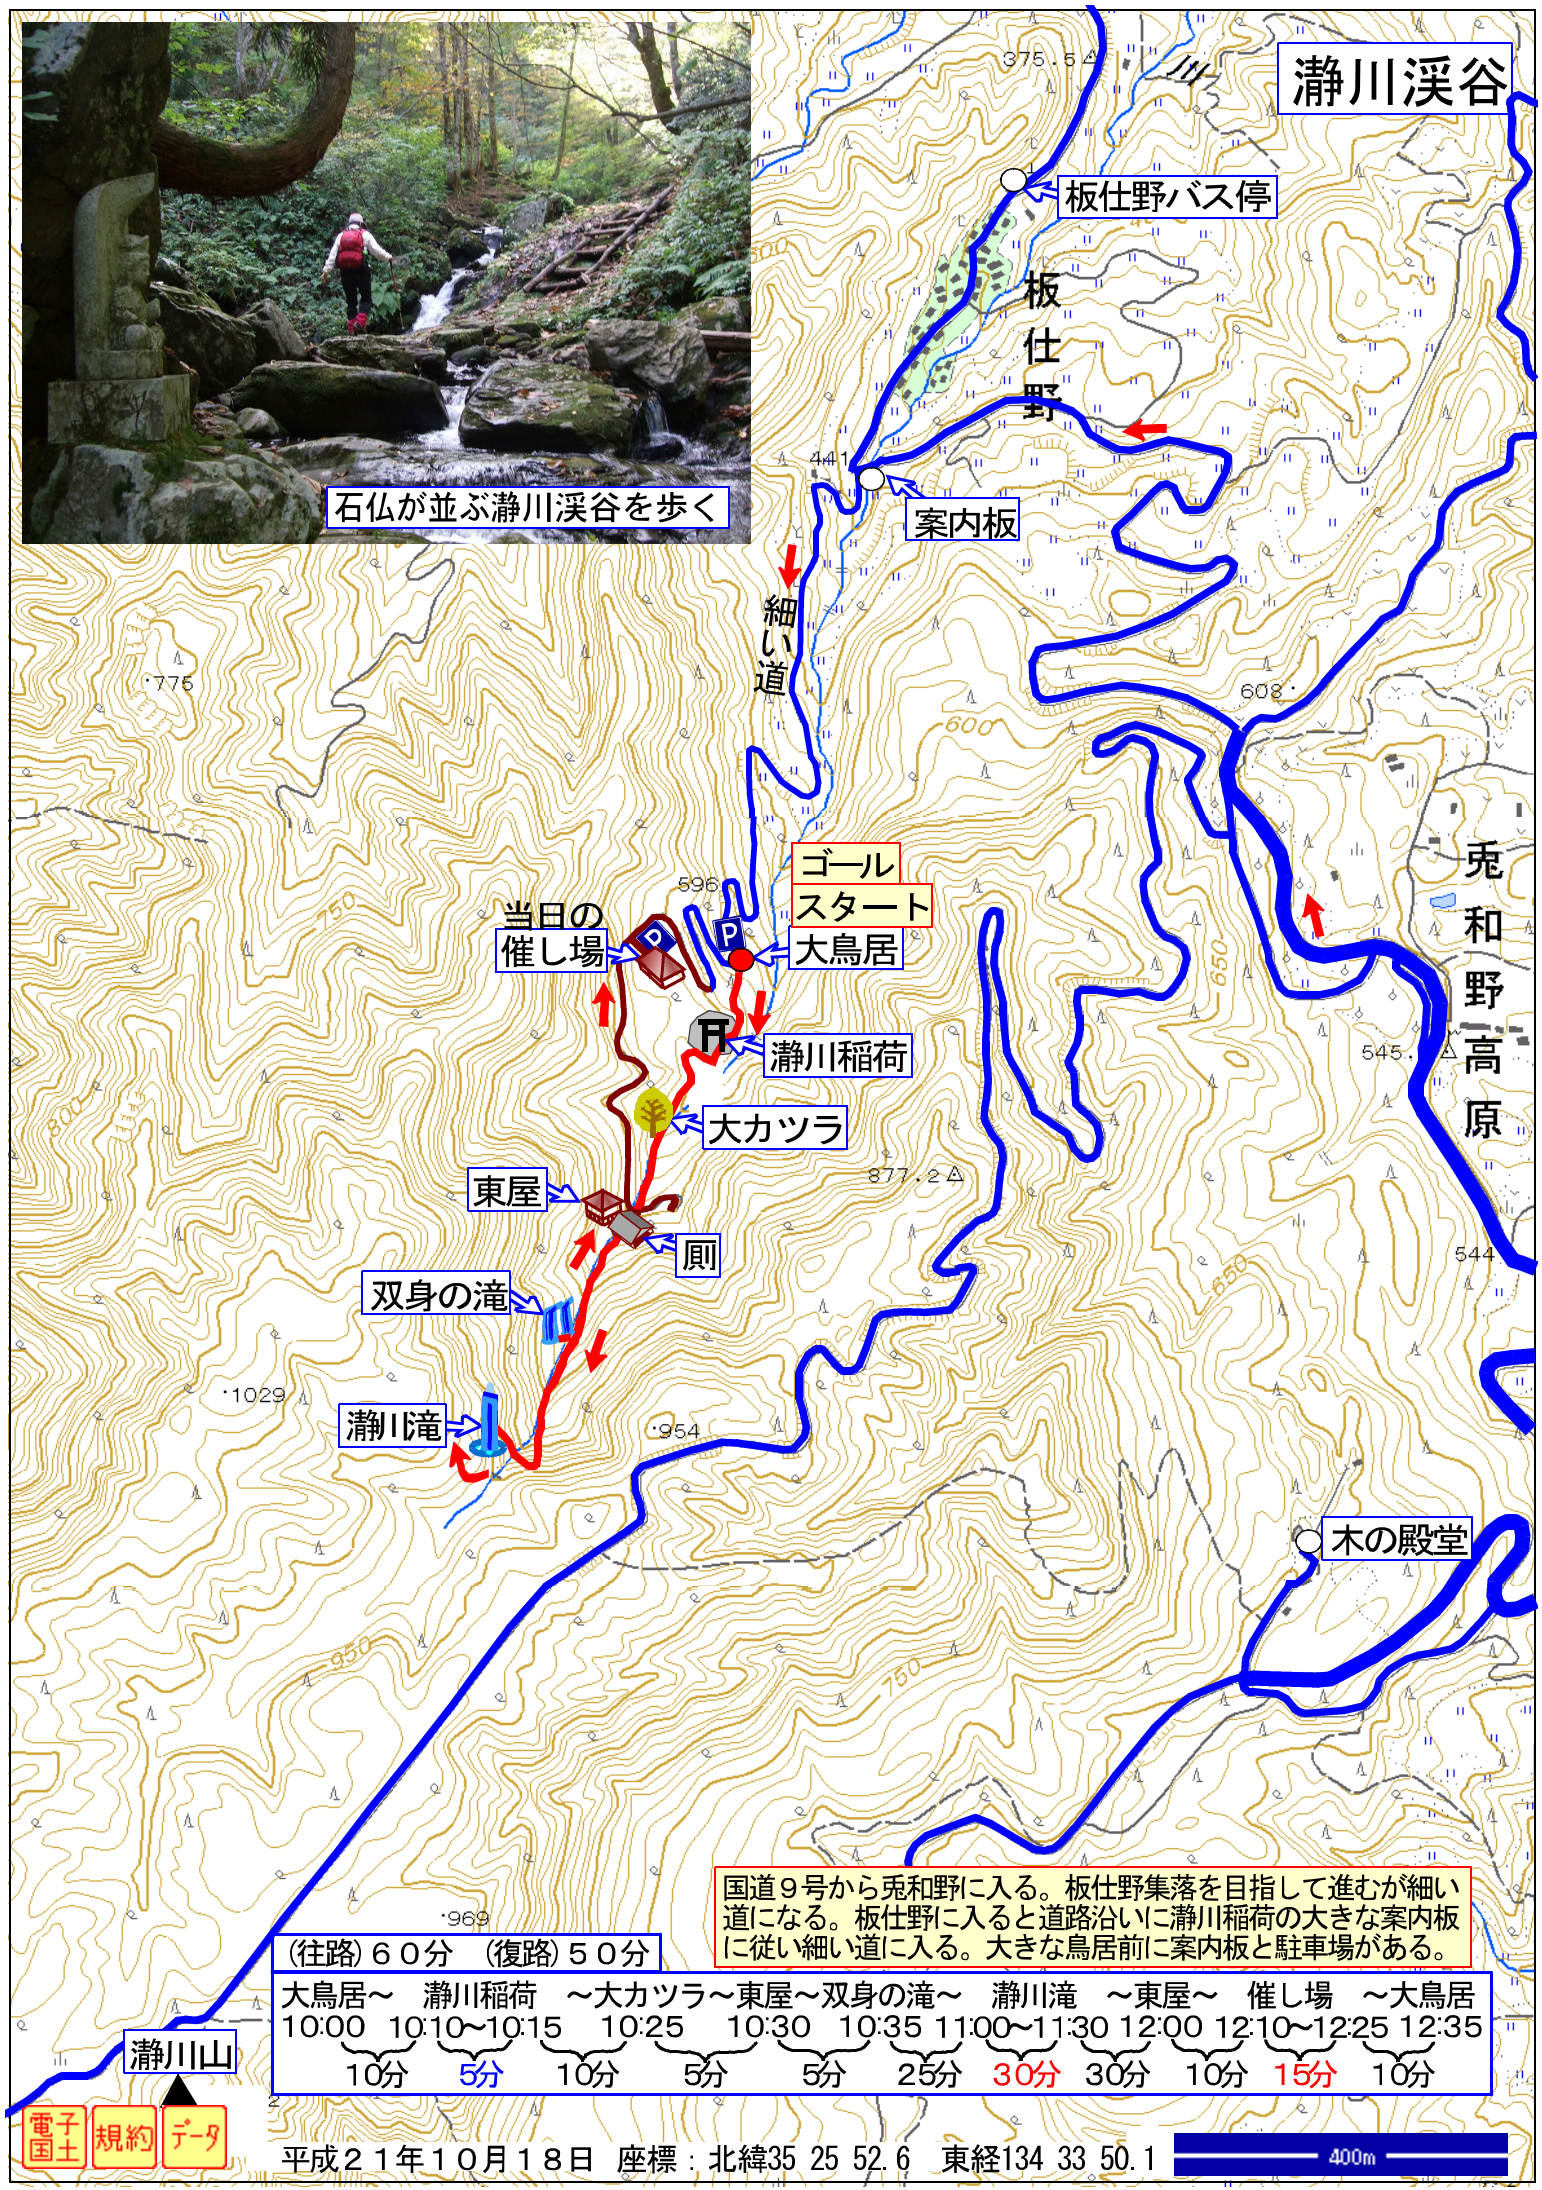 瀞川渓谷
375.5
板仕野バス停
板仕野
石仏が並ぶ瀞川渓谷を歩く
441
案内板
細い道
775
600
608
ゴール
スタート
596
P
P
大鳥居
当日の
催し場
750
兎和野高原
650
瀞川稲荷
545.
800
大カツラ
877.2
東屋
厠
544
双身の滝
1029
瀞川滝
954
木の殿堂
950
750
969
国道9号から兎和野に入る。板仕野集落を目指して進むが細い
道になる。板仕野に入ると道路沿いに瀞川稲荷の大きな案内板
に従い細い道に入る。大きな鳥居前に案内板と駐車場がある。
(往路)60分 (復路)50分
大鳥居～ 瀞川稲荷 ～大カツラ～東屋～双身の滝～ 瀞川滝 ～東屋～ 催し場 ～大鳥居
10:00 10:10～10:15 10:25 10:30 10:35 11:00～11:30 12:00 12:10～12:25 12:35
10分 5分 10分 5分 5分 25分 30分 30分 10分 15分 10分
瀞川山
電子国土
規約
データ
平成21年10月18日 座標：北緯35 25 52.6 東経134 33 50.1
400m